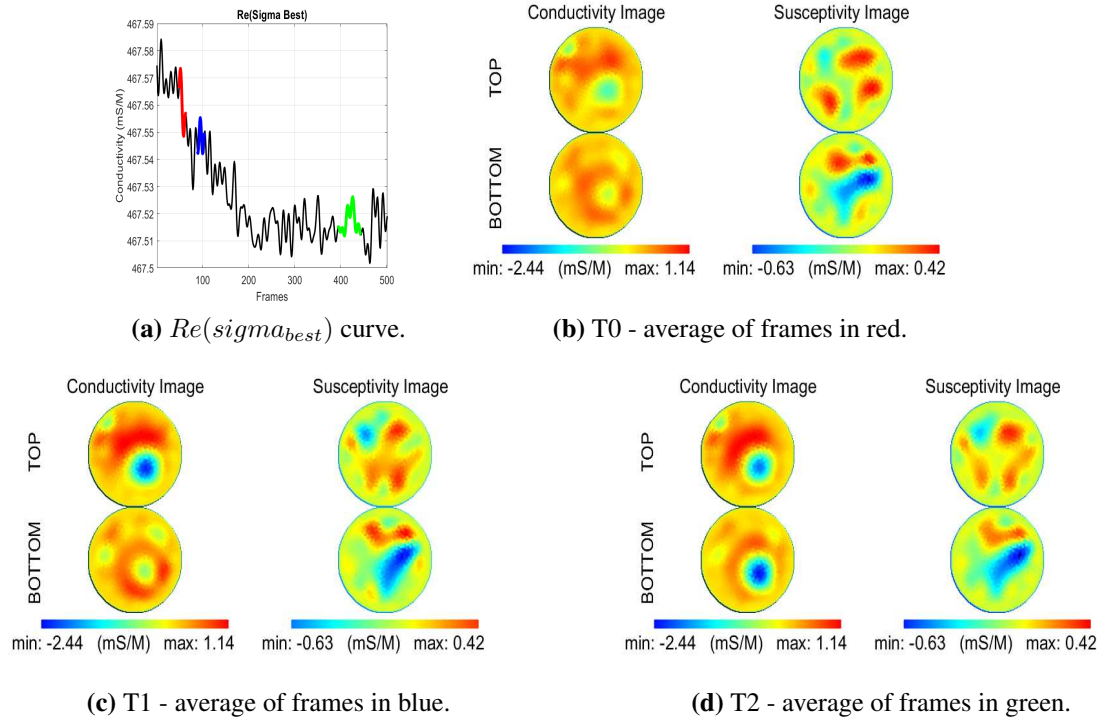 Re(Sigma Best)
467.59
467.58
467.57
467.56
467.55
467.54
467.53
467.52
467.51
467.5
Conductivity (mS/M)
100
200
300
400
500
Frames
(a) Re(sigma_best) curve.
Conductivity Image Susceptivity Image
TOP
BOTTOM
min: -2.44 (mS/M) max: 1.14 min: -0.63 (mS/M) max: 0.42
(b) T0 - average of frames in red.
Conductivity Image Susceptivity Image
TOP
BOTTOM
min: -2.44 (mS/M) max: 1.14 min: -0.63 (mS/M) max: 0.42
(c) T1 - average of frames in blue.
Conductivity Image Susceptivity Image
TOP
BOTTOM
min: -2.44 (mS/M) max: 1.14 min: -0.63 (mS/M) max: 0.42
(d) T2 - average of frames in green.